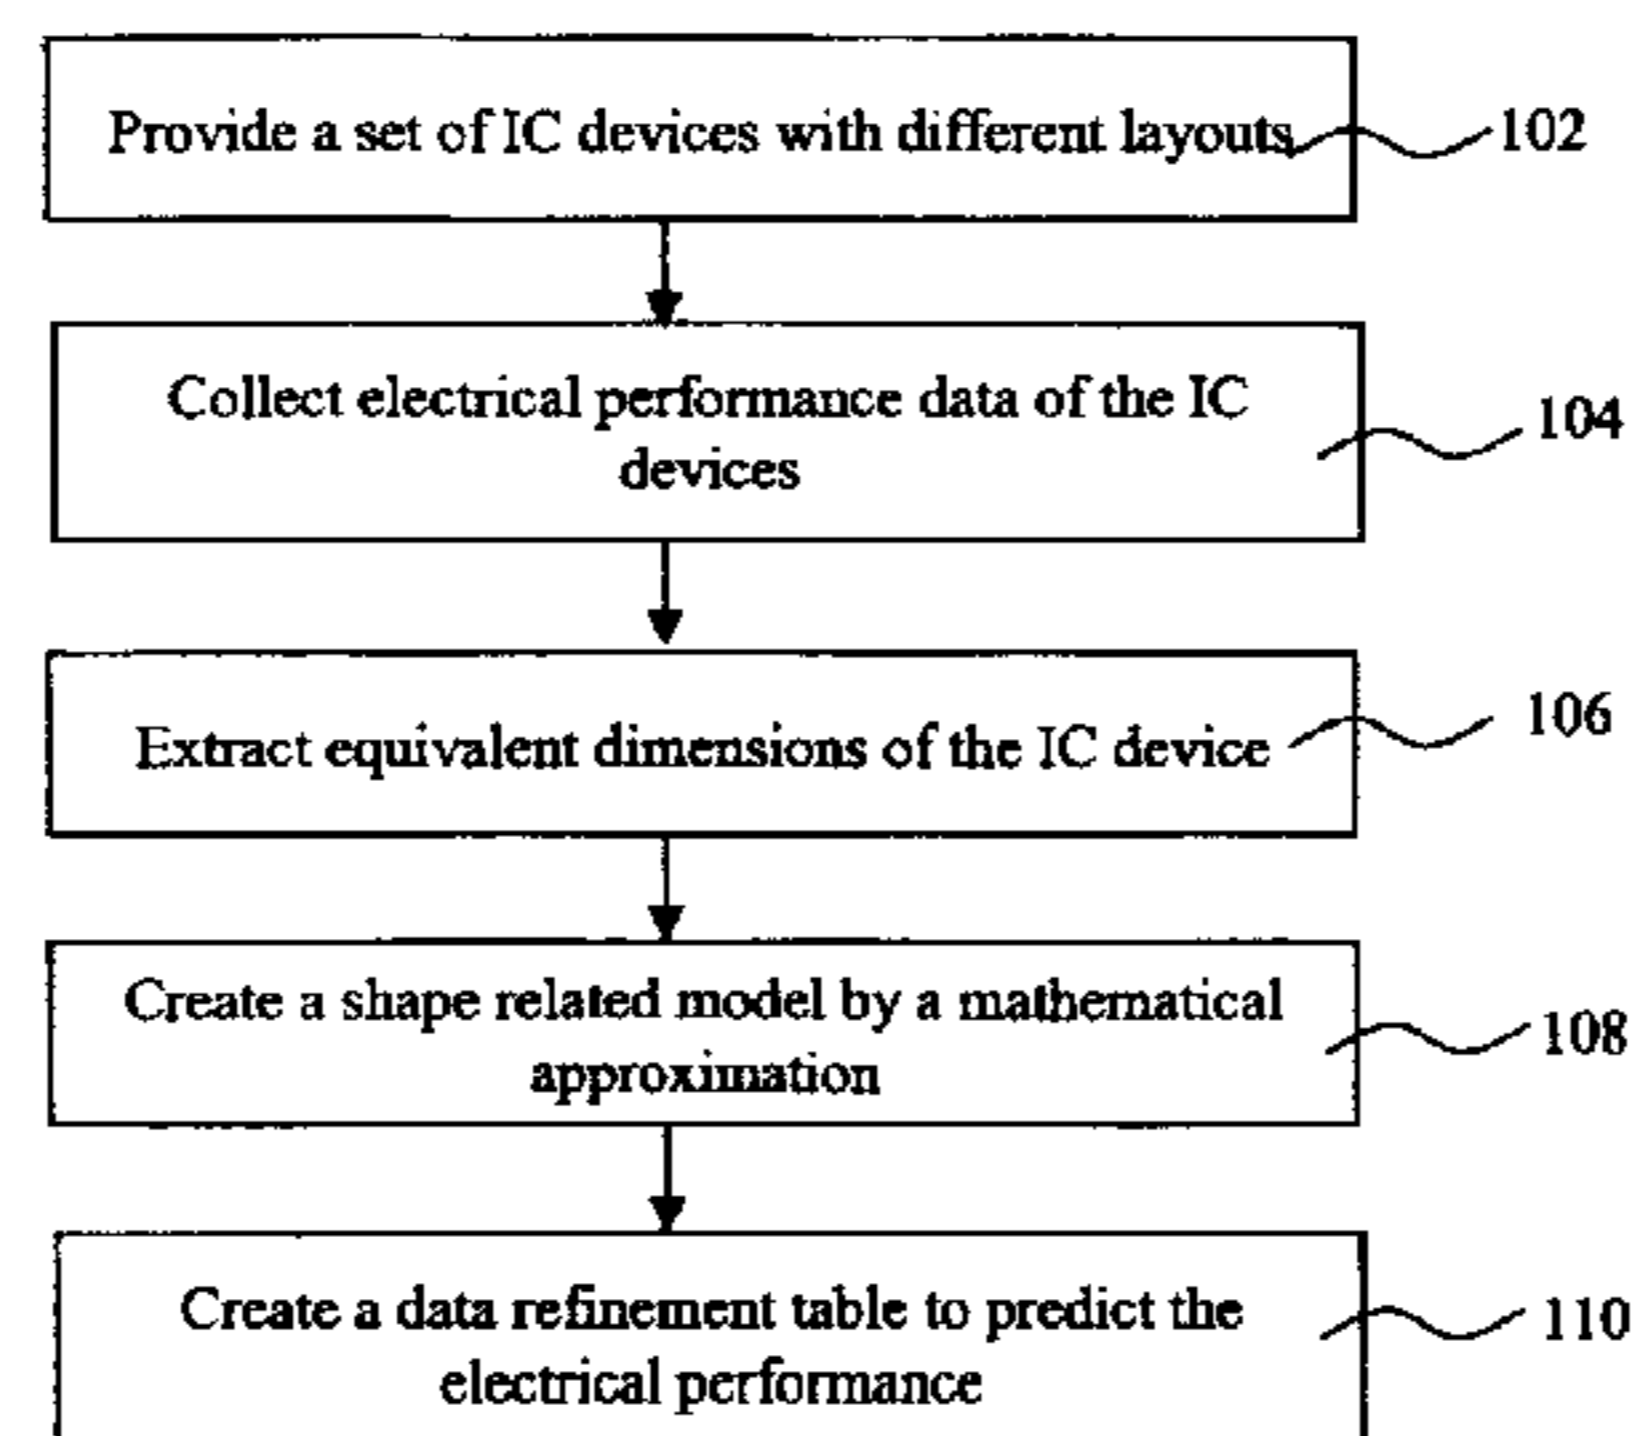 Provide a set of IC devices with different layouts 102
Collect electrical performance data of the IC
devices
104
Extract equivalent dimensions of the IC device 106
Create a shape related model by a mathematical
approximation
108
Create a data refinement table to predict the
electrical performance
110